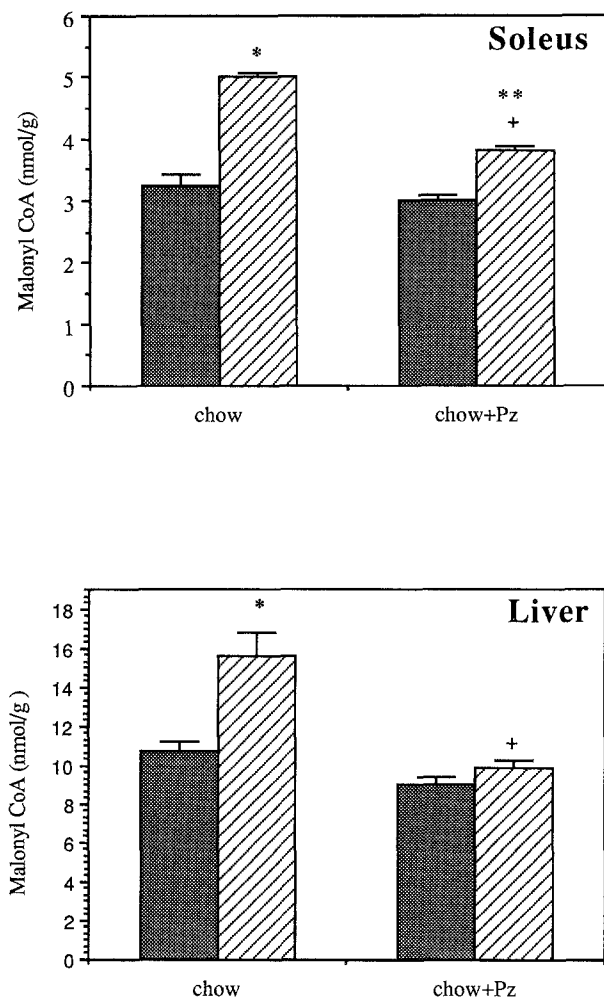 Soleus
6
5
4
3
2
1
0
Malonyl CoA (nmol/g)
*
**
+
chow
chow+Pz
Liver
18
16
14
12
10
8
6
4
2
0
Malonyl CoA (nmol/g )
*
+
chow
chow+Pz